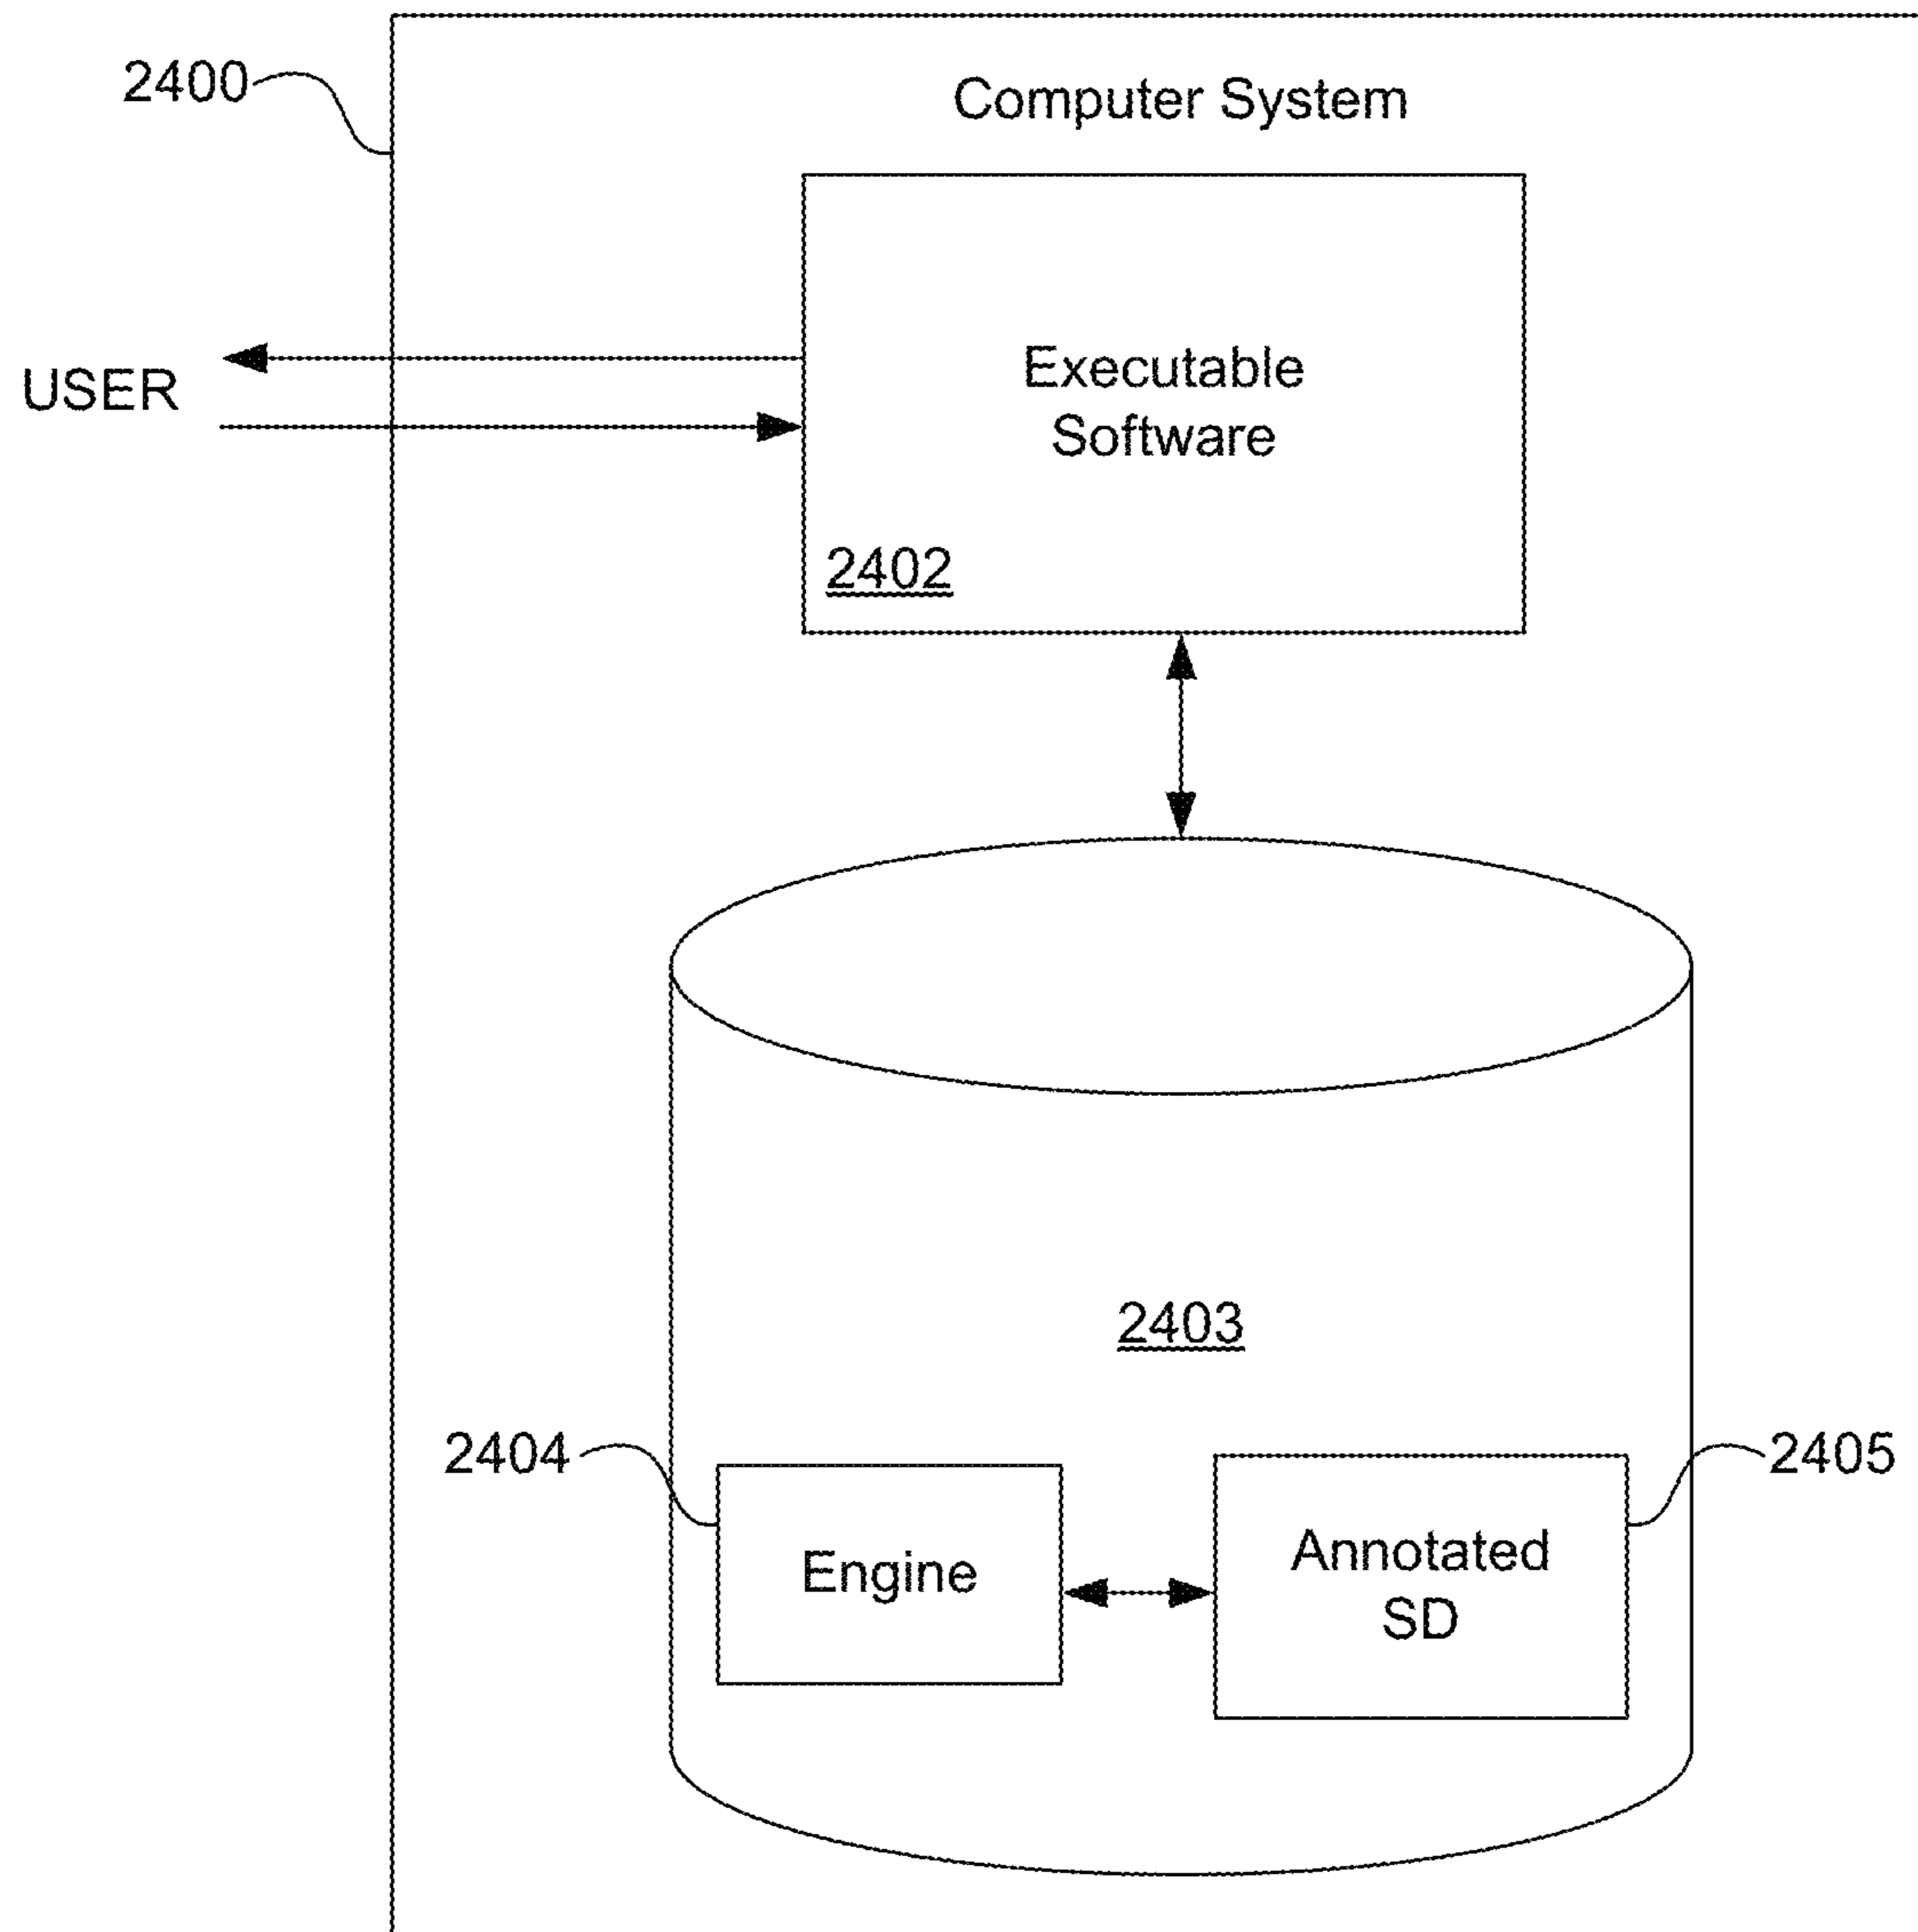 2400
Computer System
USER
Executable
Software
2402
2403
2404
2405
Engine
Annotated
SD